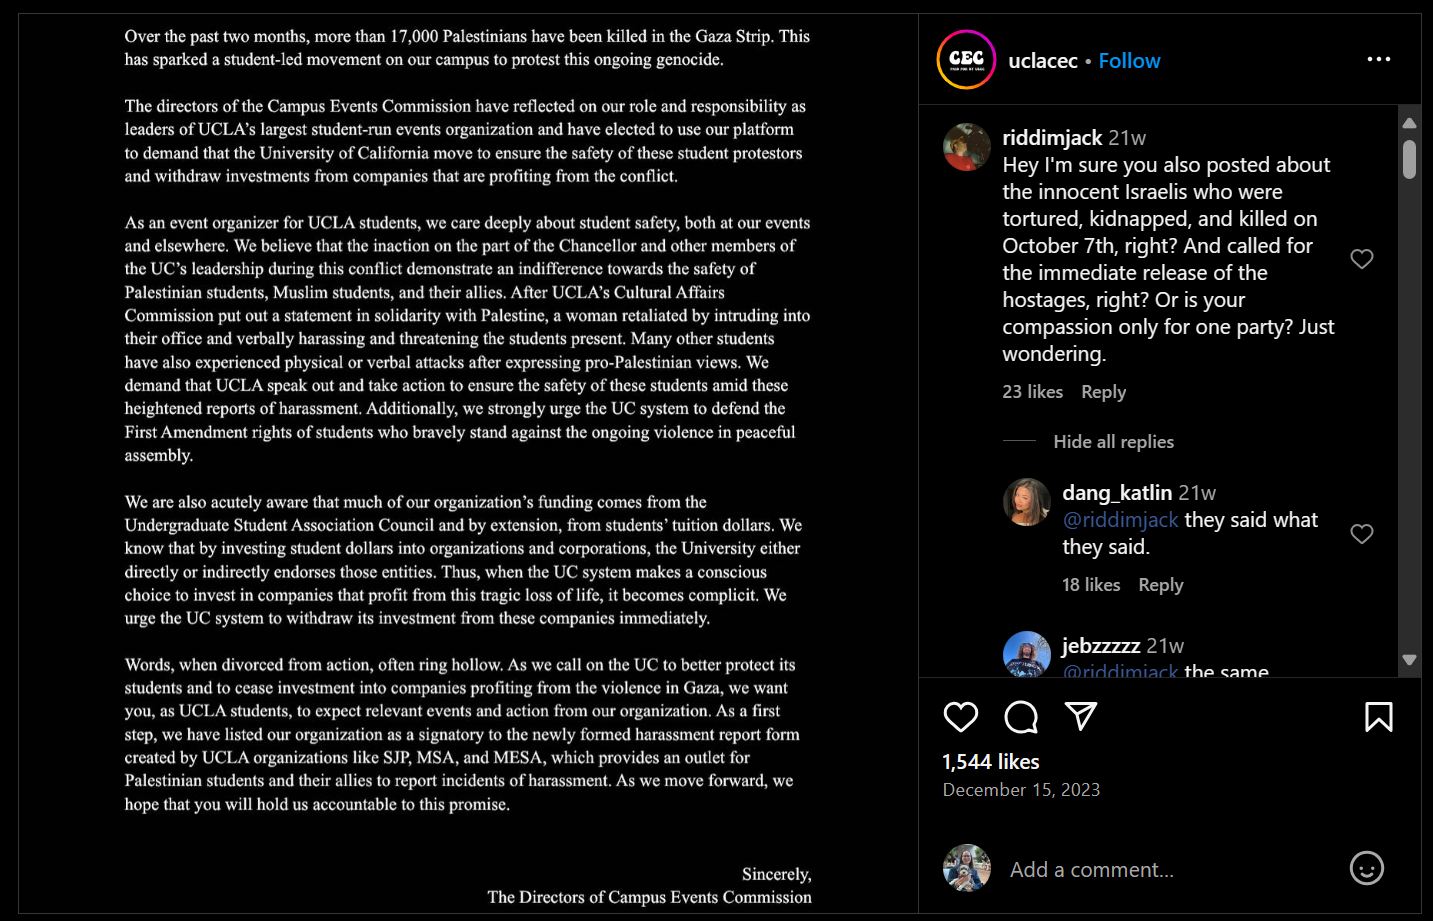 Over the past two months, more than 17,000 Palestinians have been killed in the Gaza Strip. This
has sparked a student-led movement on our campus to protest this ongoing genocide.
The directors of the Campus Events Commission have reflected on our role and responsibility as
leaders of UCLA's largest student-run events organization and have elected to use our platform
to demand that the University of California move to ensure the safety of these student protestors
and withdraw investments from companies that are profiting from the conflict.
As an event organizer for UCLA students, we care deeply about student safety, both at our events
and elsewhere. We believe that the inaction on the part of the Chancellor and other members of
the UC's leadership during this conflict demonstrate an indifference towards the safety of
Palestinian students, Muslim students, and their allies. After UCLA's Cultural Affairs
Commission put out a statement in solidarity with Palestine, a woman retaliated by intruding into
their office and verbally harassing and threatening the students present. Many other students
have also experienced physical or verbal attacks after expressing pro-Palestinian views. We
demand that UCLA speak out and take action to ensure the safety of these students amid these
heightened reports of harassment. Additionally, we strongly urge the UC system to defend the
First Amendment rights of students who bravely stand against the ongoing violence in peaceful
assembly.
We are also acutely aware that much of our organization's funding comes from the
Undergraduate Student Association Council and by extension, from students' tuition dollars. We
know that by investing student dollars into organizations and corporations, the University either
directly or indirectly endorses those entities. Thus, when the UC system makes a conscious
choice to invest in companies that profit from this tragic loss of life, it becomes complicit. We
urge the UC system to withdraw its investment from these companies immediately.
Words, when divorced from action, often ring hollow. As we call on the UC to better protect its
students and to cease investment into companies profiting from the violence in Gaza, we want
you, as UCLA students, to expect relevant events and action from our organization. As a first
step, we have listed our organization as a signatory to the newly formed harassment report form
created by UCLA organizations like SJP, MSA, and MESA, which provides an outlet for
Palestinian students and their allies to report incidents of harassment. As we move forward, we
hope that you will hold us accountable to this promise.
Sincerely,
The Directors of Campus Events Commission
CEC
uclacec • Follow
riddimjack 21w
Hey I'm sure you also posted about
the innocent Israelis who were
tortured, kidnapped, and killed on
October 7th, right? And called for
the immediate release of the
hostages, right? Or is your
compassion only for one party? Just
wondering.
23 likes Reply
Hide all replies
dang_katlin 21w
@riddimjack they said what
they said.
18 likes Reply
jebzzzzz 21w
@riddimjack the same
1,544 likes
December 15, 2023
Add a comment...